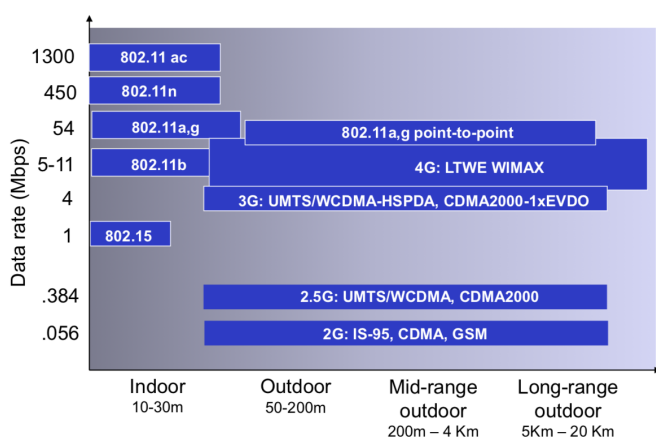 1300
802.11 ac
450
802.11n
54
802.11a,g
802.11a,g point-to-point
5-11
802.11b
4G: LTWE WIMAX
4
3G: UMTS/WCDMA-HSPDA, CDMA2000-1xEVDO
1
802.15
.384
2.5G: UMTS/WCDMA, CDMA2000
.056
2G: IS-95, CDMA, GSM
Data rate (Mbps)
Indoor
10-30m
Outdoor
50-200m
Mid-range
outdoor
200m – 4 Km
Long-range
outdoor
5Km – 20 Km